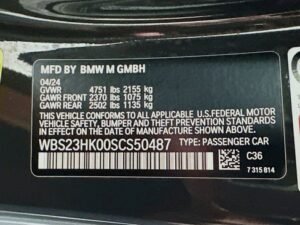 MFD BY BMW M GMBH
04/24
GVWR 4751 lbs 2155 kg
GAWR FRONT 2370 lbs 1075 kg
GAWR REAR 2502 lbs 1135 kg
THIS VEHICLE CONFORMS TO ALL APPLICABLE U.S. FEDERAL MOTOR
VEHICLE SAFETY, BUMPER, AND THEFT PREVENTION STANDARDS
IN EFFECT ON THE DATE OF MANUFACTURE SHOWN ABOVE.
WBS23HK00SCS50487 TYPE: PASSENGER CAR
C36
7 315 814